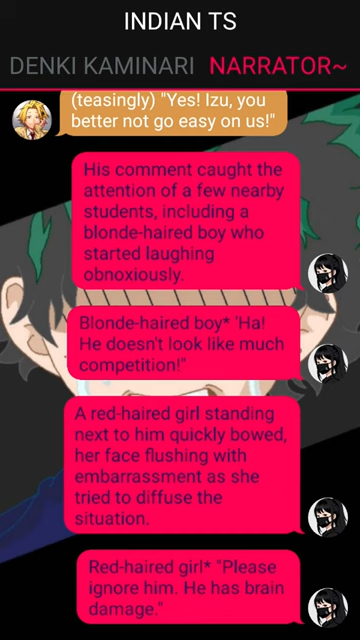 INDIAN TS
DENKI KAMINARI NARRATOR~
(teasingly) "Yes! Izu, you
better not go easy on us!"
His comment caught the
attention of a few nearby
students, including a
blonde-haired boy who
started laughing
obnoxiously.
Blonde-haired boy* 'Ha!
He doesn't look like much
competition!"
A red-haired girl standing
next to him quickly bowed,
her face flushing with
embarrassment as she
tried to diffuse the
situation.
Red-haired girl* "Please
ignore him. He has brain
damage."